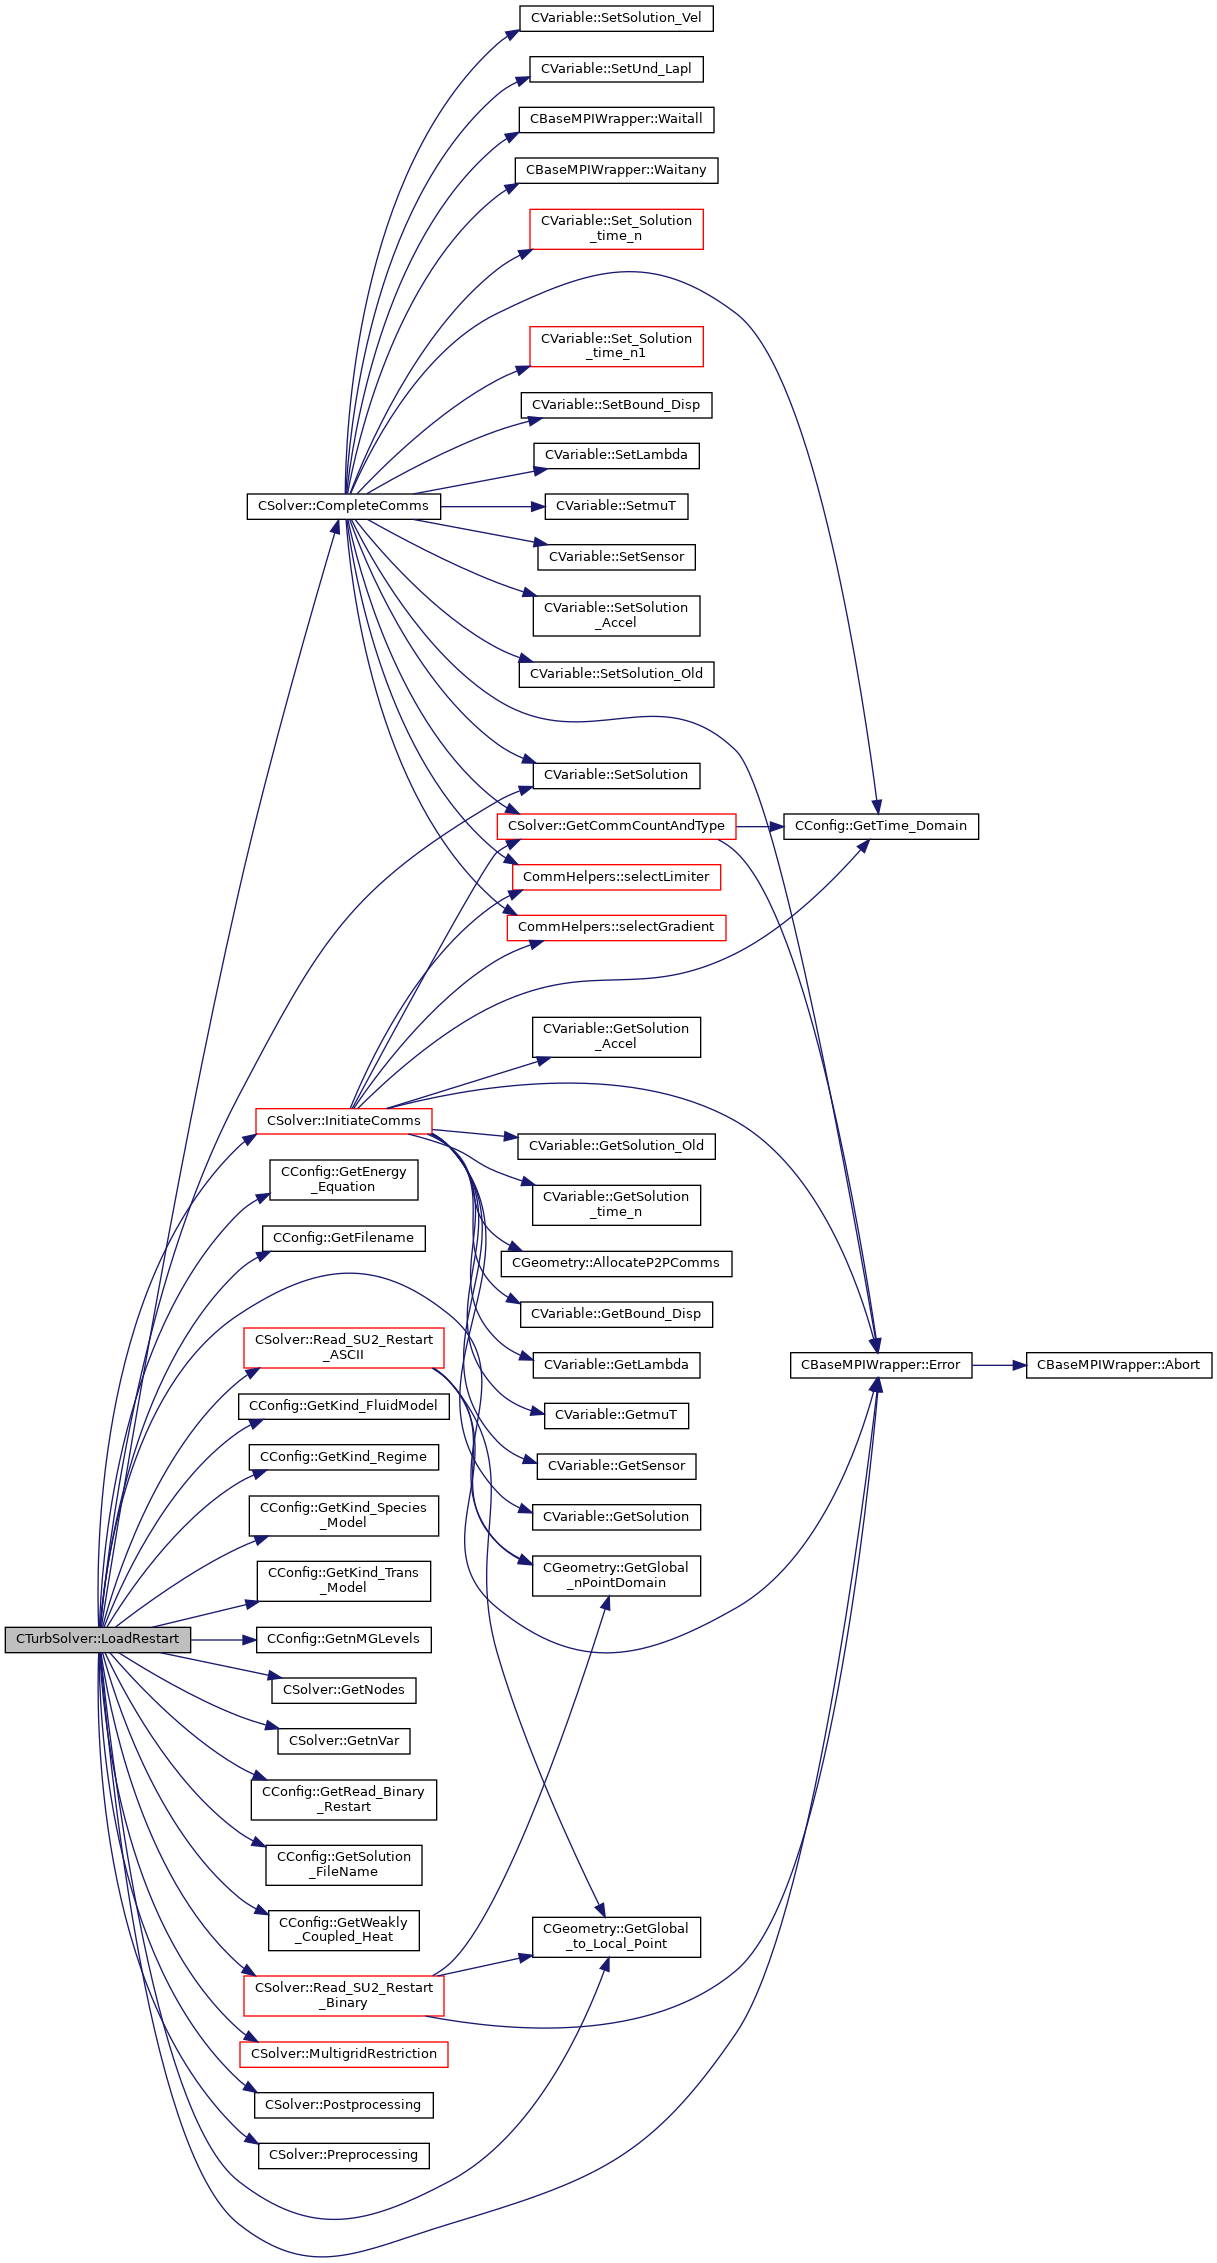 CVariable::SetSolution_Vel
CVariable::SetUnd_Lapl
CBaseMPIWrapper::Waitall
CBaseMPIWrapper::Waitany
CVariable::Set_Solution
_time_n
CVariable::Set_Solution
_time_n1
CVariable::SetBound_Disp
CVariable::SetLambda
CSolver::CompleteComms
CVariable::SetmuT
CVariable::SetSensor
CVariable::SetSolution
_Accel
CVariable::SetSolution_Old
CVariable::SetSolution
CSolver::GetCommCountAndType
CConfig::GetTime_Domain
CommHelpers::selectLimiter
CommHelpers::selectGradient
CVariable::GetSolution
_Accel
CSolver::InitiateComms
CVariable::GetSolution_Old
CConfig::GetEnergy
_Equation
CVariable::GetSolution
_time_n
CConfig::GetFilename
CGeometry::AllocateP2PComms
CVariable::GetBound_Disp
CSolver::Read_SU2_Restart
_ASCII
CVariable::GetLambda
CBaseMPIWrapper::Error
CBaseMPIWrapper::Abort
CConfig::GetKind_FluidModel
CVariable::GetmuT
CConfig::GetKind_Regime
CVariable::GetSensor
CConfig::GetKind_Species
_Model
CVariable::GetSolution
CConfig::GetKind_Trans
_Model
CGeometry::GetGlobal
_nPointDomain
CTurbSolver::LoadRestart
CConfig::GetnMGLevels
CSolver::GetNodes
CSolver::GetnVar
CConfig::GetRead_Binary
_Restart
CConfig::GetSolution
_FileName
CConfig::GetWeakly
_Coupled_Heat
CGeometry::GetGlobal
_to_Local_Point
CSolver::Read_SU2_Restart
_Binary
CSolver::MultigridRestriction
CSolver::Postprocessing
CSolver::Preprocessing